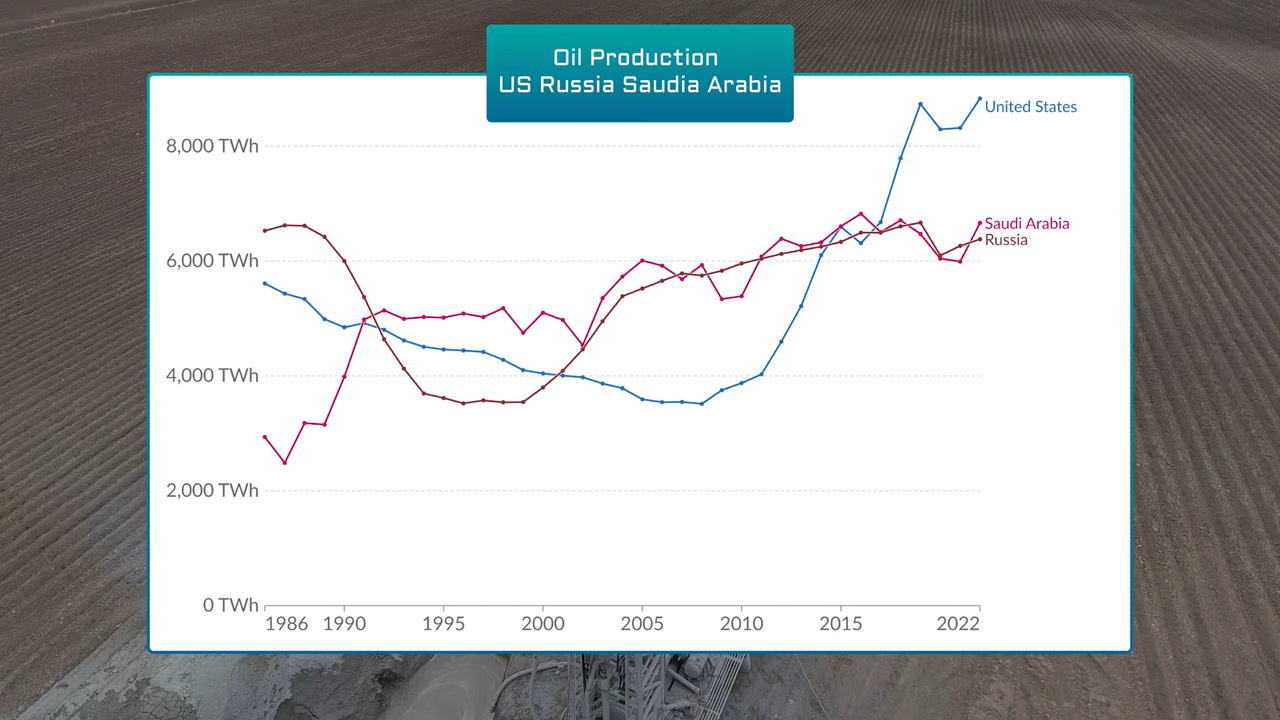 Oil Production
US Russia Saudia Arabia
United States
8,000 TWh
Saudi Arabia
Russia
6,000 TWh
4,000 TWh
2,000 TWh
0 TWh
1986 1990 1995 2000 2005 2010 2015 2022